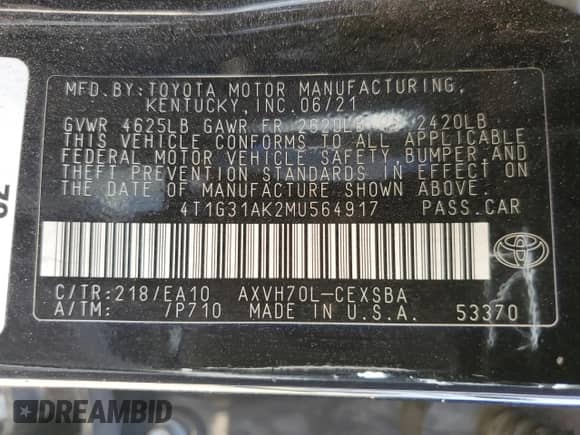 MFD.BY:TOYOTA MOTOR MANUFACTURING,
KENTUCKY, INC.06/21
GVWR 4625LB GAWR FR 2620LB 2420LB
THIS VEHICLE CONFORMS TO ALL APPLICABLE
FEDERAL MOTOR VEHICLE SAFETY,BUMPER,AND
THEFT PREVENTION STANDARDS IN EFFECT ON
THE DATE OF MANUFACTURE SHOWN ABOVE.
4T1G31AK2MU564917 PASS.CAR
C/TR:218/EA10 AXVH70L-CEXSBA
A/TM: /P710 MADE IN U.S.A. 53370
DREAMBID